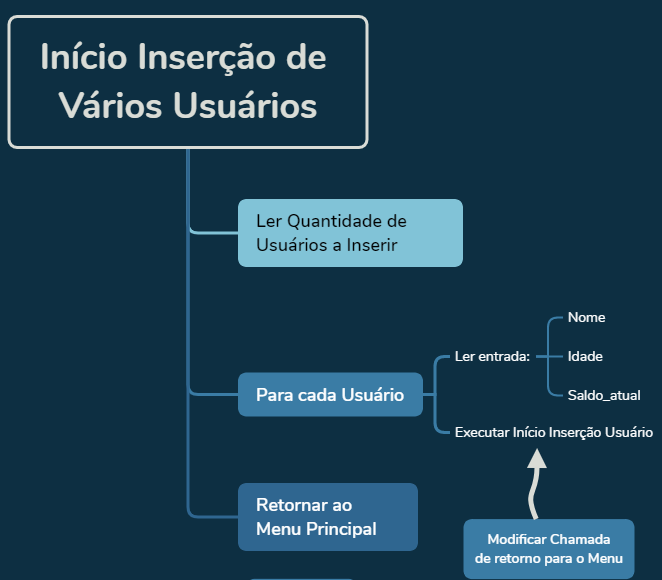 Início Inserção de
Vários Usuários
Ler Quantidade de
Usuários a Inserir
Para cada Usuário
Ler entrada:
Nome
Idade
Saldo_atual
Executar Início Inserção Usuário
Retornar ao
Menu Principal
Modificar Chamada
de retorno para o Menu